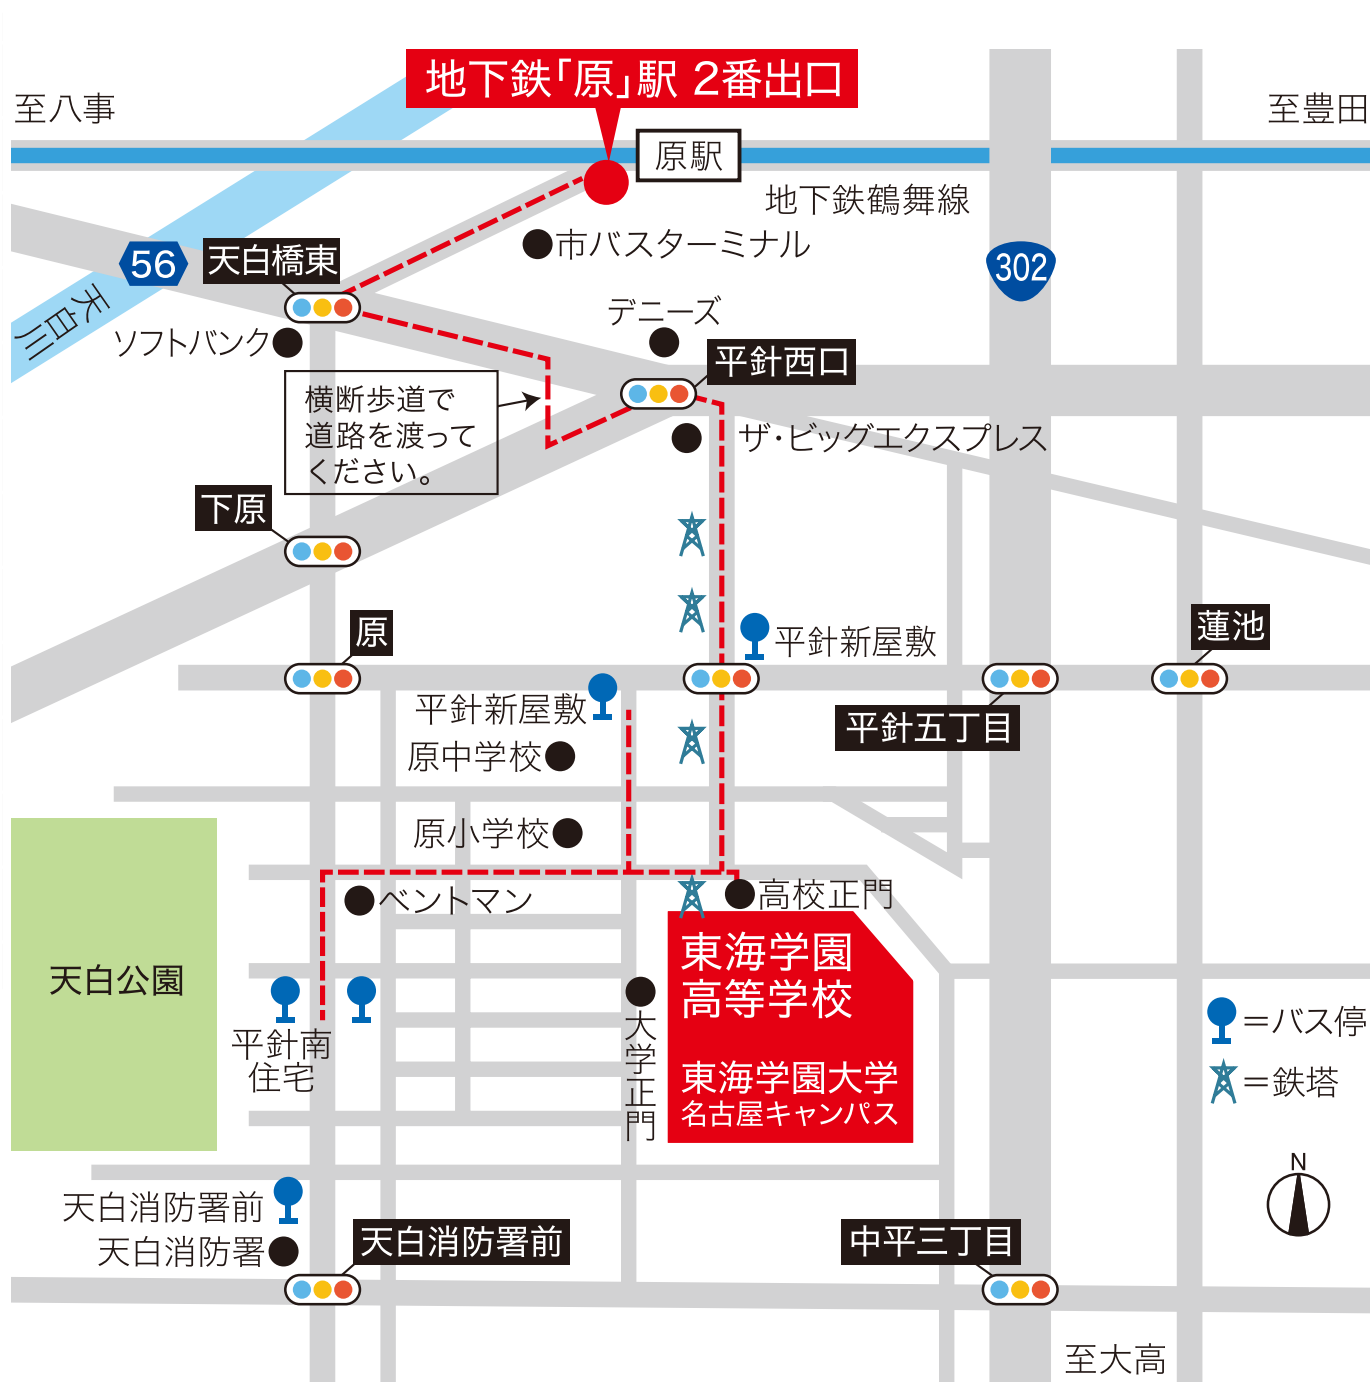 地下鉄「原」駅 2番出口
至八事
至豊田
原駅
地下鉄鶴舞線
市バスターミナル
56
天白橋東
302
天白川
ソフトバンク
デニーズ
平針西口
横断歩道で
道路を渡って
ください。
ザ・ビッグエクスプレス
下原
原
平針新屋敷
蓮池
平針新屋敷
平針五丁目
原中学校
原小学校
ベントマン
高校正門
東海学園
高等学校
天白公園
大学正門
平針南
住宅
東海学園大学
名古屋キャンパス
=バス停
=鉄塔
N
天白消防署前
天白消防署
天白消防署前
中平三丁目
至大高